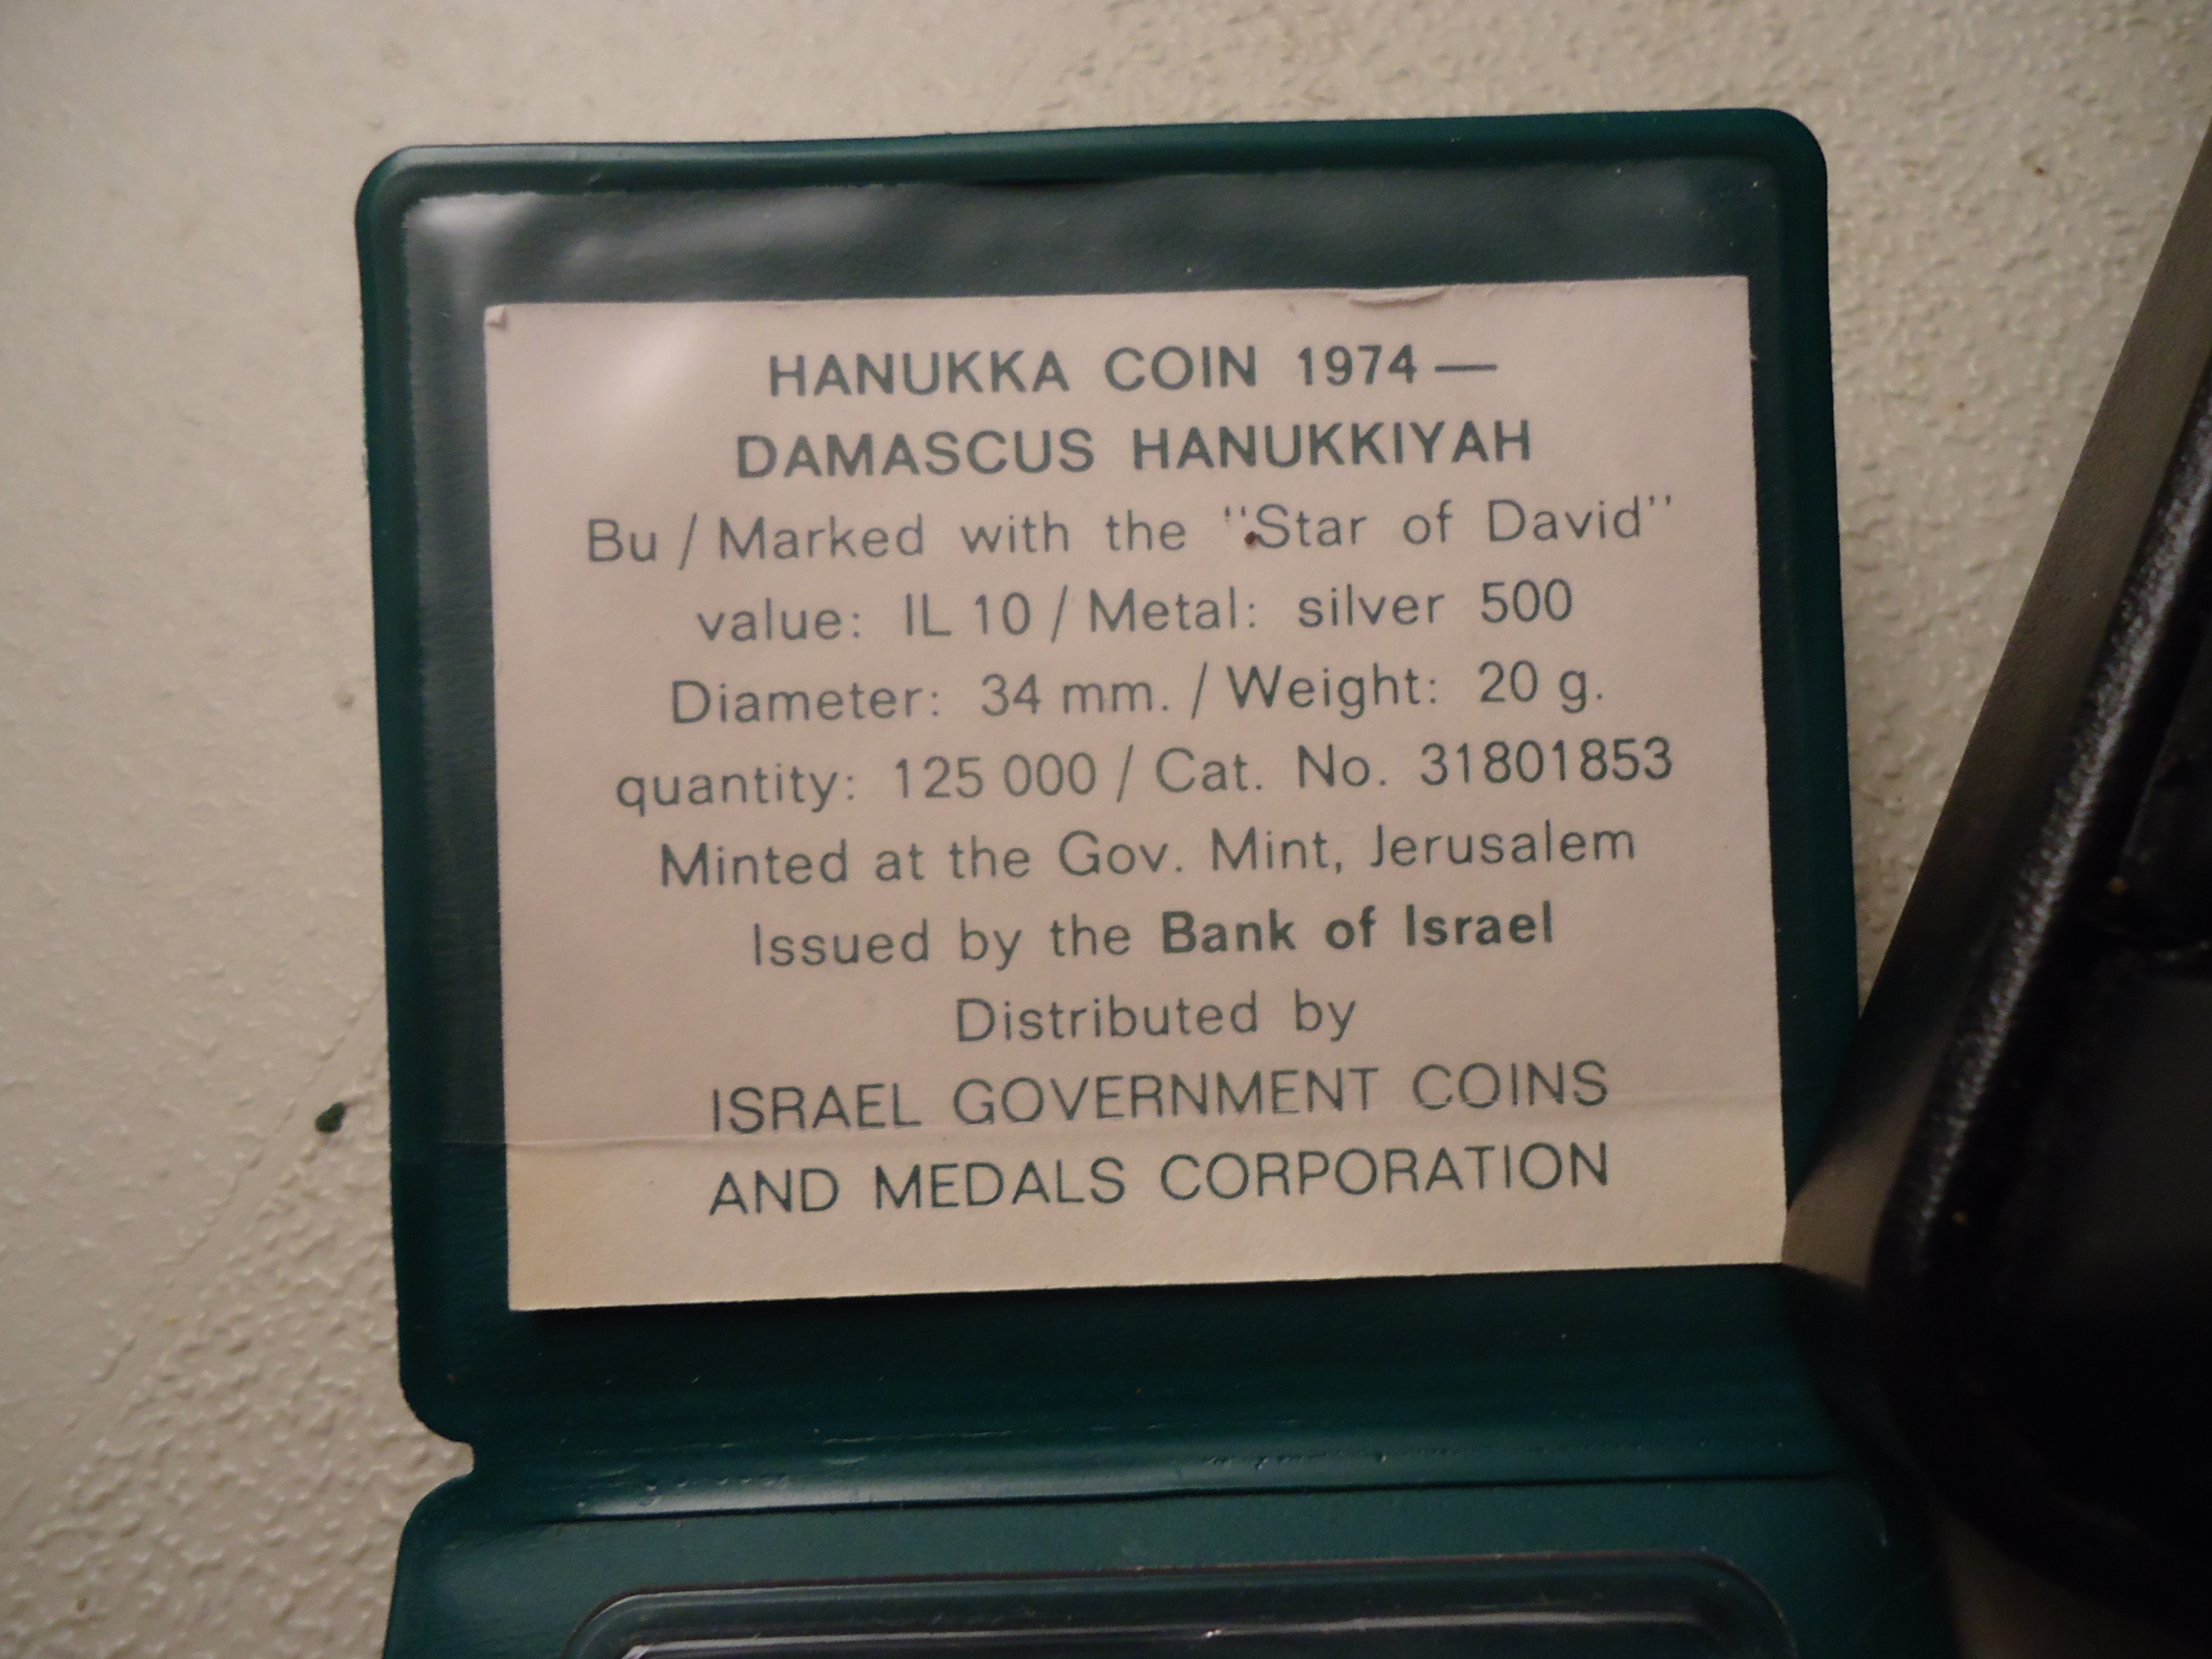 HANUKKA COIN 1974 —
DAMASCUS HANUKKIYAH
Bu / Marked with the "Star of David"
value: IL 10 / Metal: silver 500
Diameter: 34 mm. / Weight: 20 g.
quantity: 125 000 / Cat. No. 31801853
Minted at the Gov. Mint, Jerusalem
Issued by the Bank of Israel
Distributed by
ISRAEL GOVERNMENT COINS
AND MEDALS CORPORATION